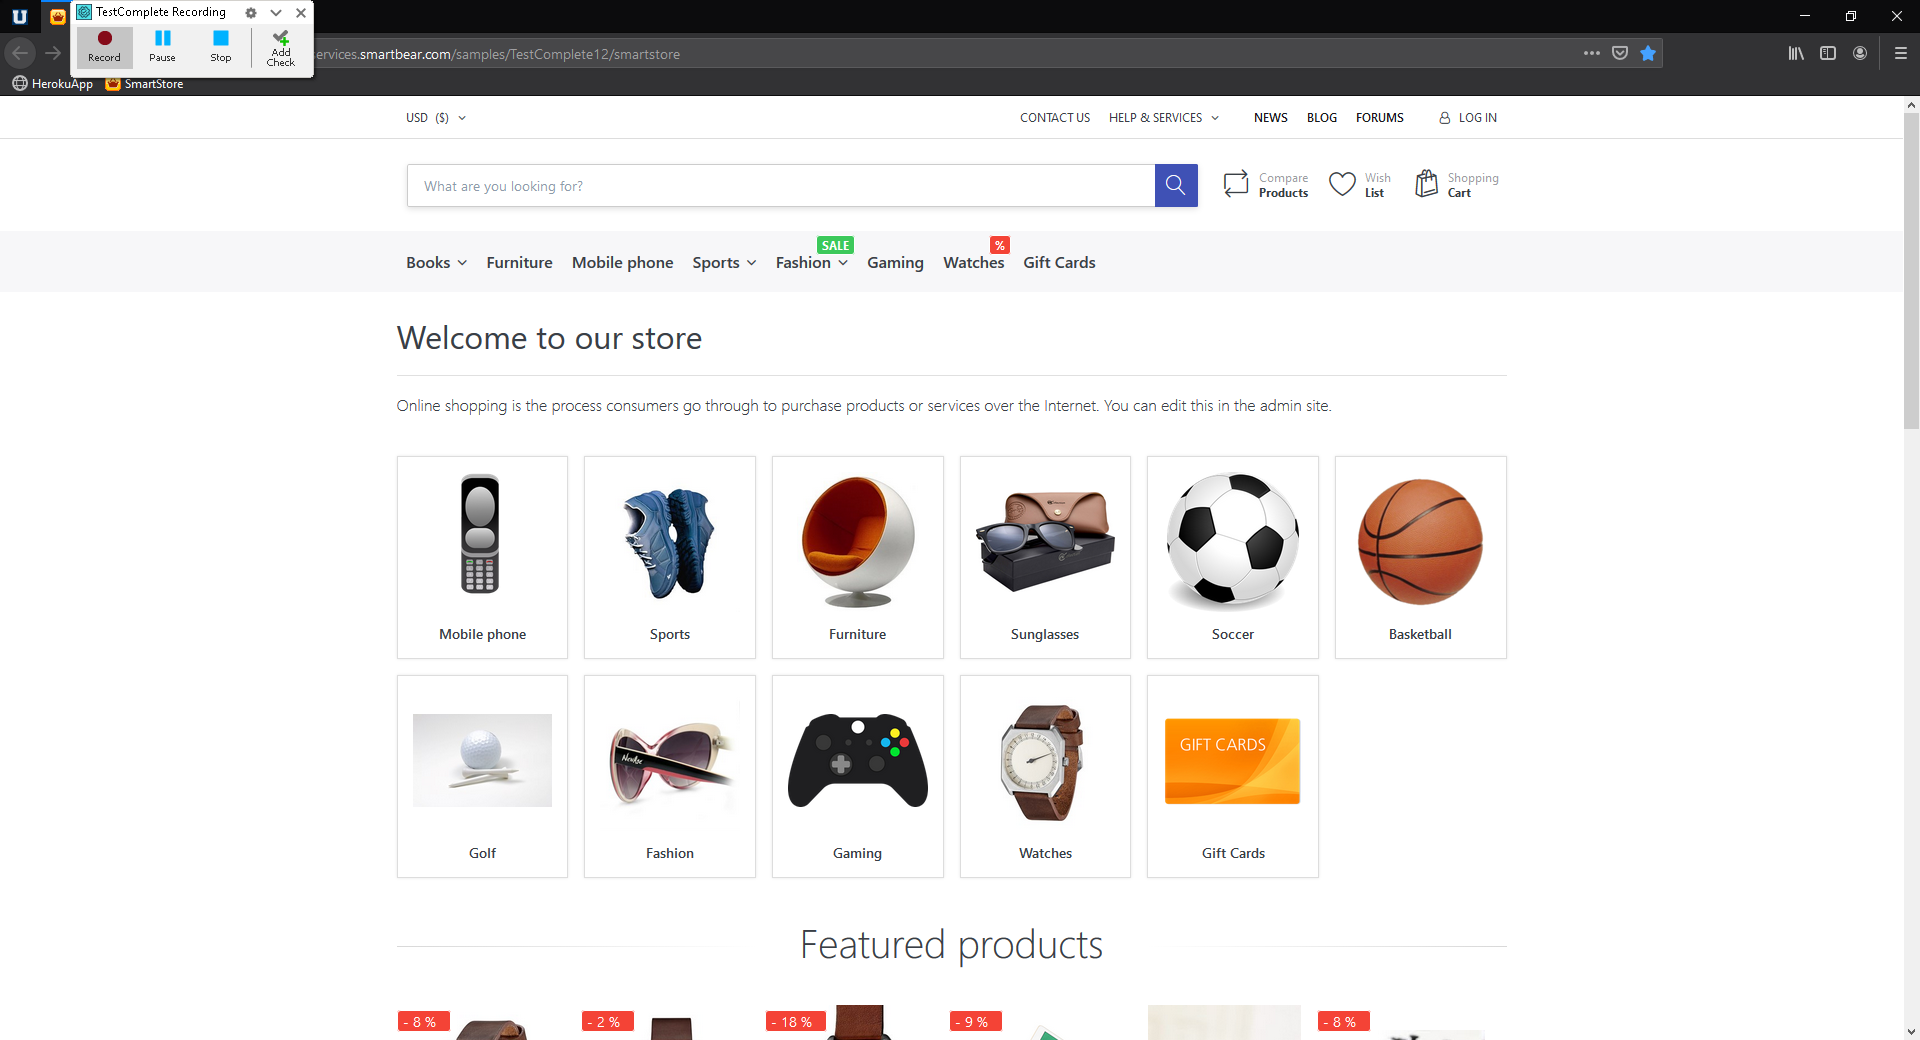 TestComplete Recording
Record
Pause
Stop
Add
Check
ervices.smartbear.com/samples/TestComplete12/smartstore
HerokuApp
SmartStore
USD ($)
CONTACT US
HELP & SERVICES
NEWS
BLOG
FORUMS
LOG IN
What are you looking for?
Compare
Products
Wish
List
Shopping
Cart
SALE
%
Books
Furniture
Mobile phone
Sports
Fashion
Gaming
Watches
Gift Cards
Welcome to our store
Online shopping is the process consumers go through to purchase products or services over the Internet. You can edit this in the admin site.
Mobile phone
Sports
Furniture
Sunglasses
Soccer
Basketball
GIFT CARDS
Golf
Fashion
Gaming
Watches
Gift Cards
Featured products
- 8 %
- 2 %
- 18 %
- 9 %
- 8 %